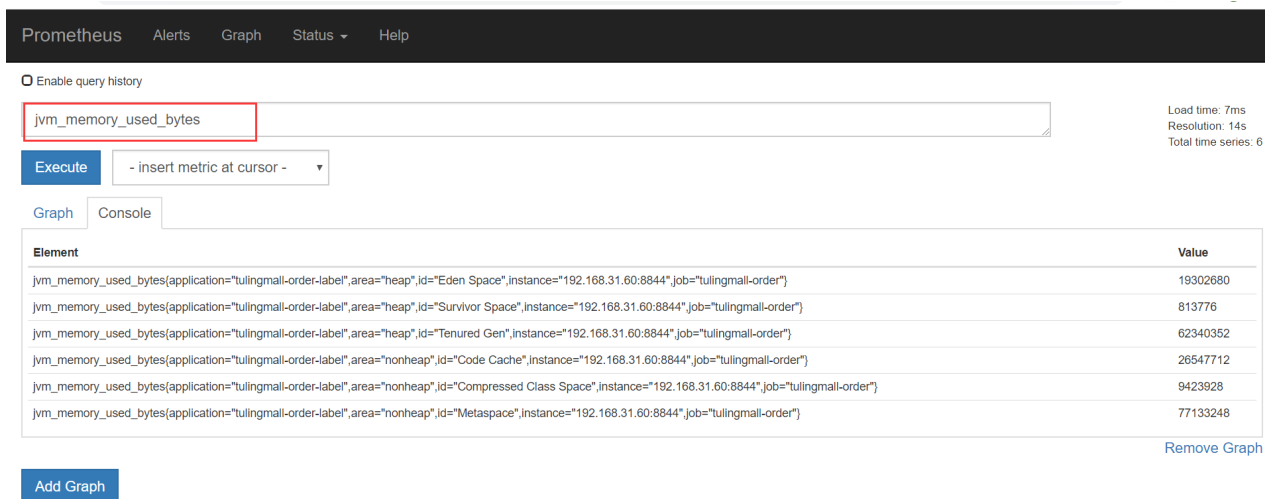 Prometheus Alerts Graph Status Help
Enable query history
jvm_memory_used_bytes
Load time: 7ms
Resolution: 14s
Total time series: 6
Execute - insert metric at cursor -
Graph Console
Element Value
jvm_memory_used_bytes{application="tulingmall-order-label",area="heap",id="Eden Space",instance="192.168.31.60:8844",job="tulingmall-order"} 19302680
jvm_memory_used_bytes{application="tulingmall-order-label",area="heap",id="Survivor Space",instance="192.168.31.60:8844",job="tulingmall-order"} 813776
jvm_memory_used_bytes{application="tulingmall-order-label",area="heap",id="Tenured Gen",instance="192.168.31.60:8844",job="tulingmall-order"} 62340352
jvm_memory_used_bytes{application="tulingmall-order-label",area="nonheap",id="Code Cache",instance="192.168.31.60:8844",job="tulingmall-order"} 26547712
jvm_memory_used_bytes{application="tulingmall-order-label",area="nonheap",id="Compressed Class Space",instance="192.168.31.60:8844",job="tulingmall-order"} 9423928
jvm_memory_used_bytes{application="tulingmall-order-label",area="nonheap",id="Metaspace",instance="192.168.31.60:8844",job="tulingmall-order"} 77133248
Remove Graph
Add Graph